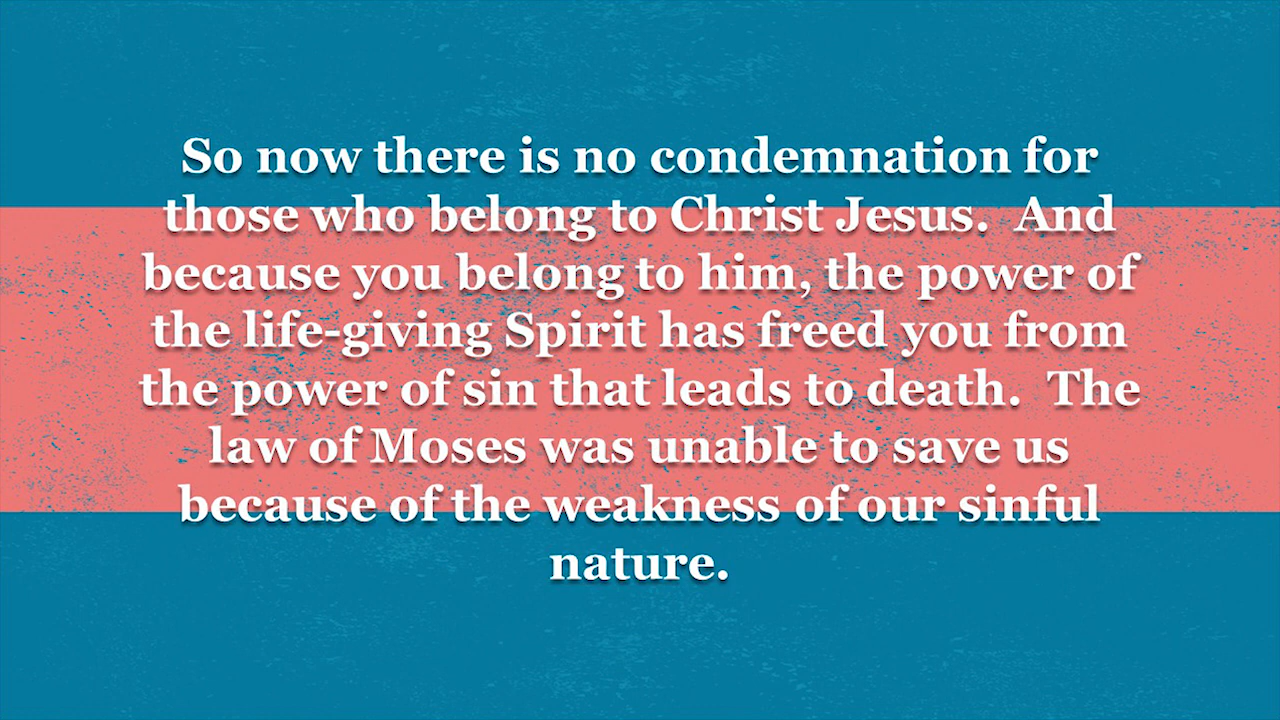 So now there is no condemnation for
those who belong to Christ Jesus.  And
because you belong to him, the power of
the life-giving Spirit has freed you from
the power of sin that leads to death.  The
law of Moses was unable to save us
because of the weakness of our sinful
nature.